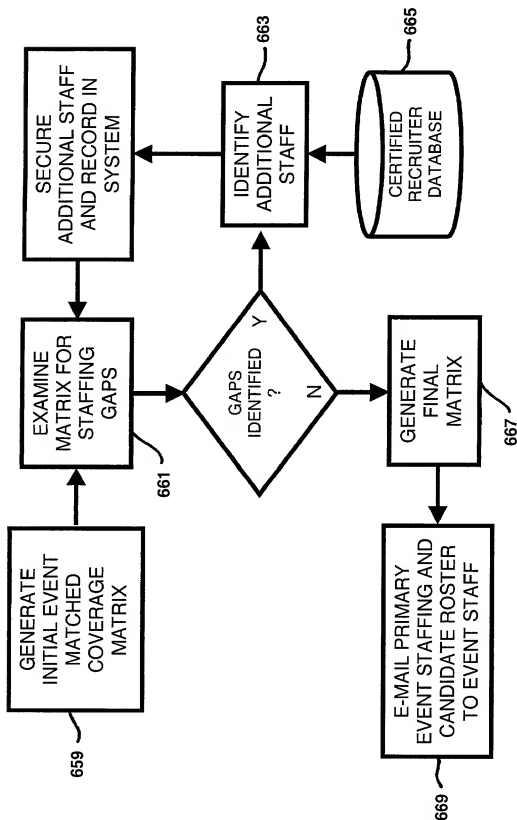 GENERATE
INITIAL EVENT
MATCHED
COVERAGE
MATRIX
659
EXAMINE
MATRIX FOR
STAFFING
GAPS
661
SECURE
ADDITIONAL STAFF
AND RECORD IN
SYSTEM
GAPS
IDENTIFIED
?
Y
N
IDENTIFY
ADDITIONAL
STAFF
663
CERTIFIED
RECRUITER
DATABASE
665
GENERATE
FINAL
MATRIX
667
E-MAIL PRIMARY
EVENT STAFFING AND
CANDIDATE ROSTER
TO EVENT STAFF
669